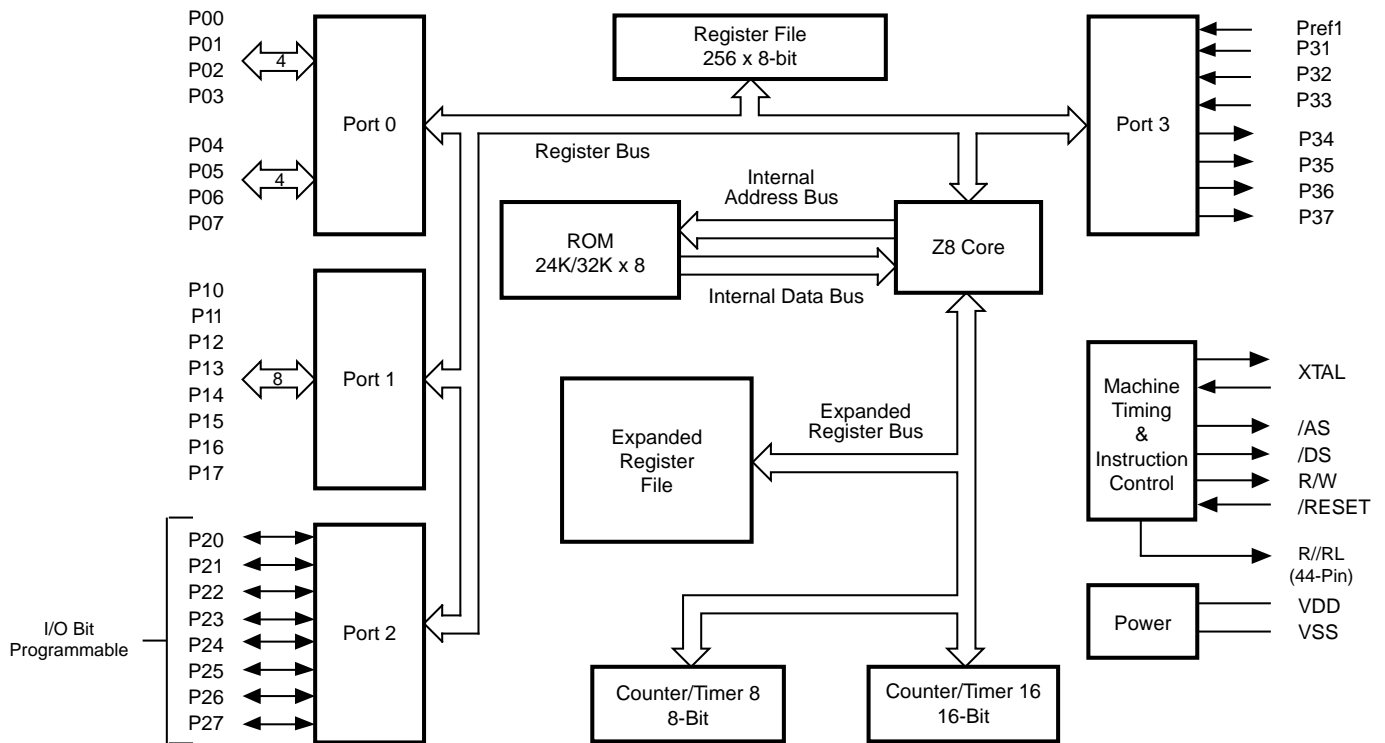 P00
P01
P02
P03
4
P04
P05
P06
P07
4
Port 0
Register File
256 x 8-bit
Register Bus
Port 3
Pref1
P31
P32
P33
P34
P35
P36
P37
Internal
Address Bus
ROM
24K/32K x 8
Z8 Core
Internal Data Bus
P10
P11
P12
P13
P14
P15
P16
P17
8
Port 1
Expanded
Register
File
Expanded
Register Bus
Machine
Timing
&
Instruction
Control
XTAL
/AS
/DS
R/W
/RESET
R//RL
(44-Pin)
I/O Bit
Programmable
P20
P21
P22
P23
P24
P25
P26
P27
Port 2
Power
VDD
VSS
Counter/Timer 8
8-Bit
Counter/Timer 16
16-Bit